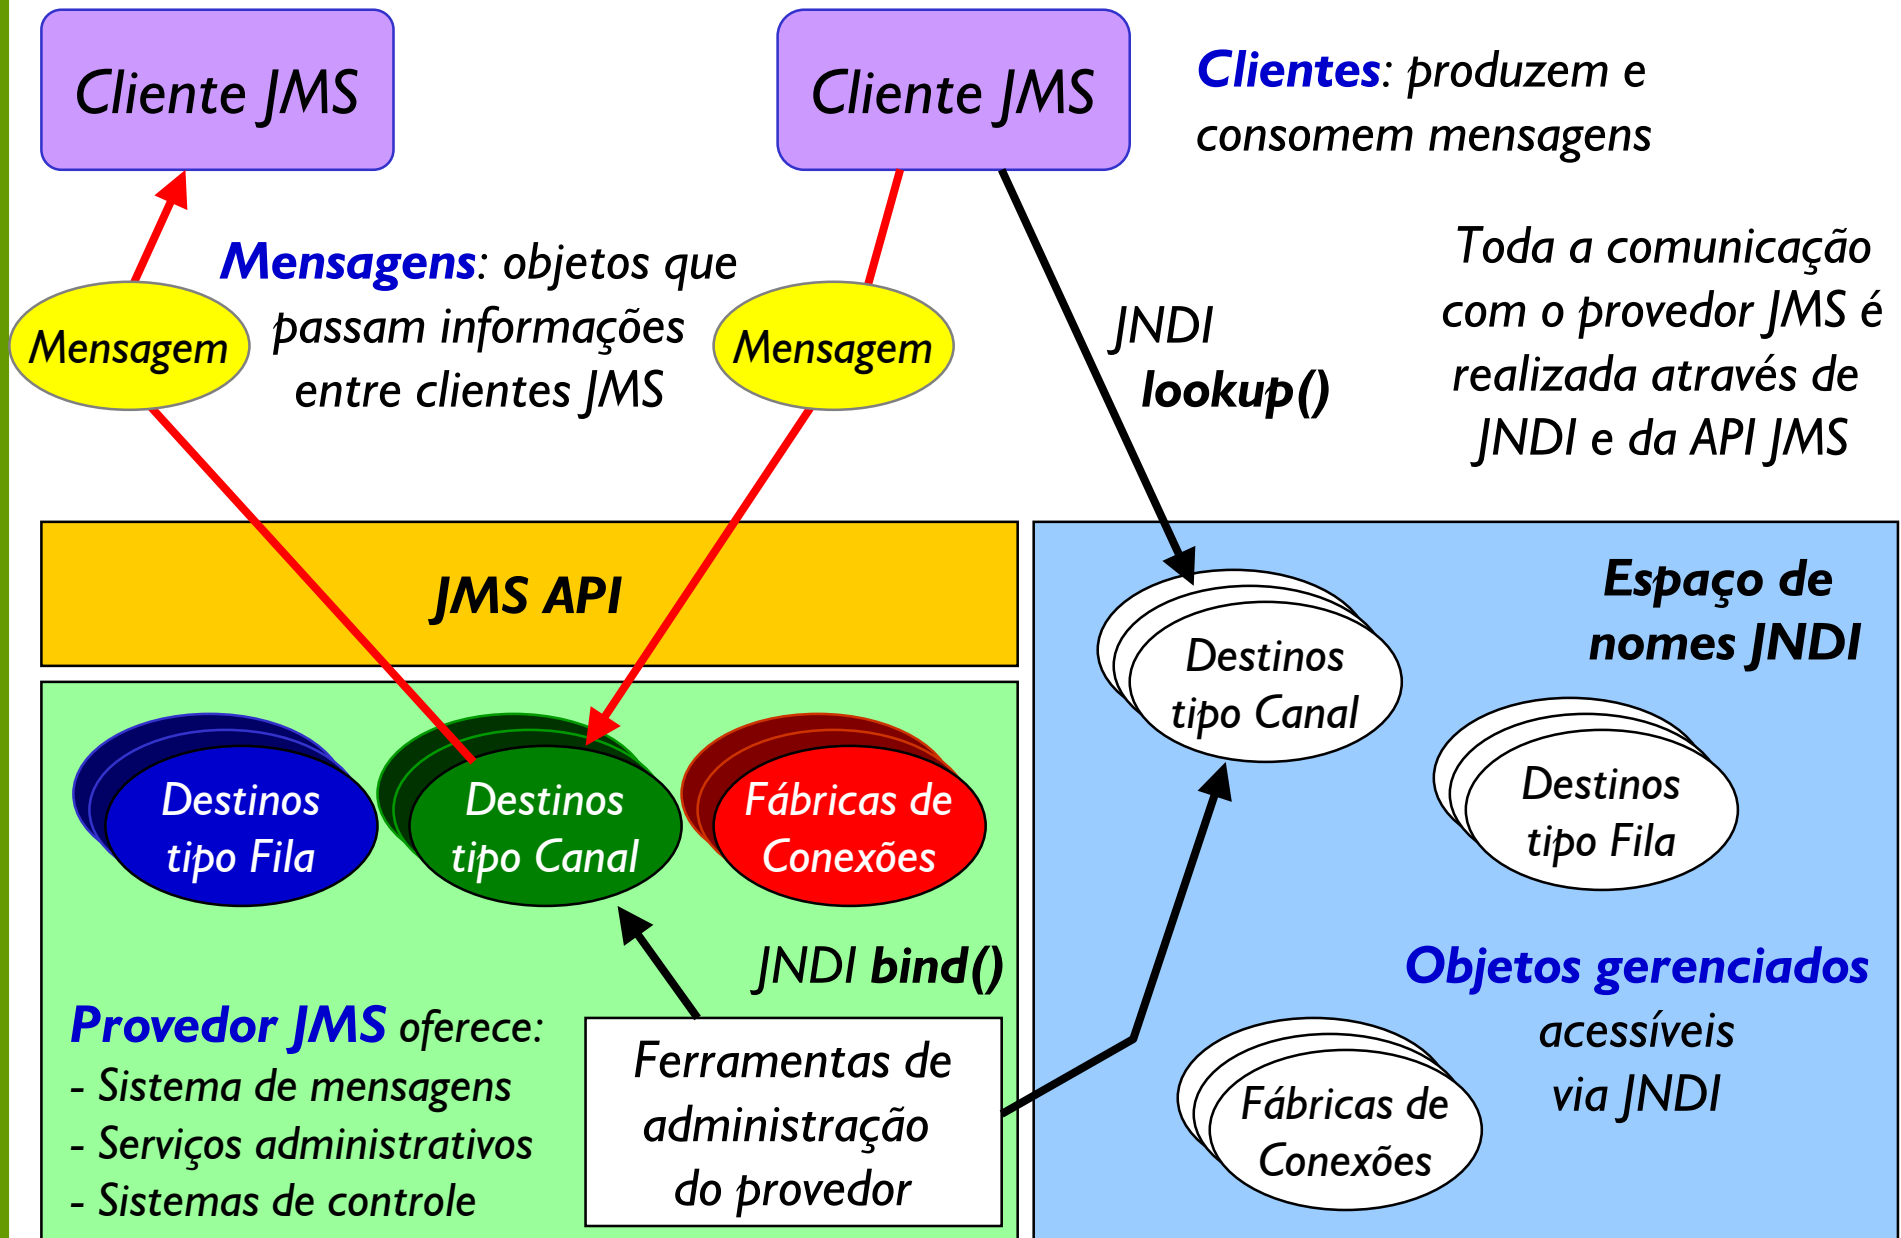 Cliente JMS
Cliente JMS
Clientes: produzem e
consomem mensagens
Mensagem
Mensagens: objetos que
passam informações
entre clientes JMS
Mensagem
JNDI
lookup()
Toda a comunicação
com o provedor JMS é
realizada através de
JNDI e da API JMS
JMS API
Destinos
tipo Fila
Destinos
tipo Canal
Fábricas de
Conexões
JNDI bind()
Provedor JMS oferece:
- Sistema de mensagens
- Serviços administrativos
- Sistemas de controle
Ferramentas de
administração
do provedor
Espaço de
nomes JNDI
Destinos
tipo Canal
Destinos
tipo Fila
Objetos gerenciados
acessíveis
via JNDI
Fábricas de
Conexões